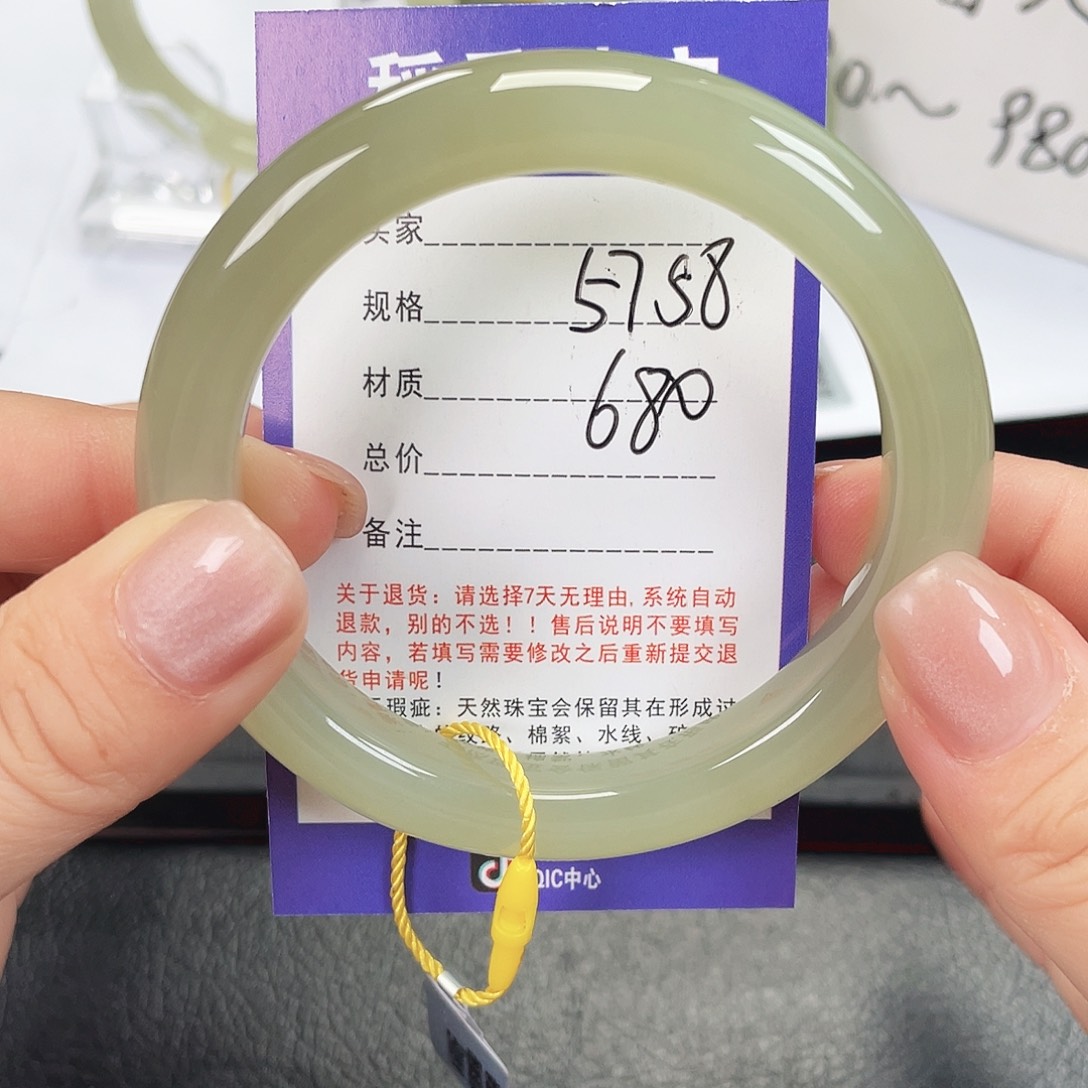 0.~ 980
家
规格 5758
材质 680
总价
备注
关于退货：请选择7天无理由，系统自动
退款，别的不选！！售后说明不要填写
内容，若填写需要修改之后重新提交退
货申请呢！
瑕疵：天然珠宝会保留其在形成过
、棉絮、水线、
QIC中心